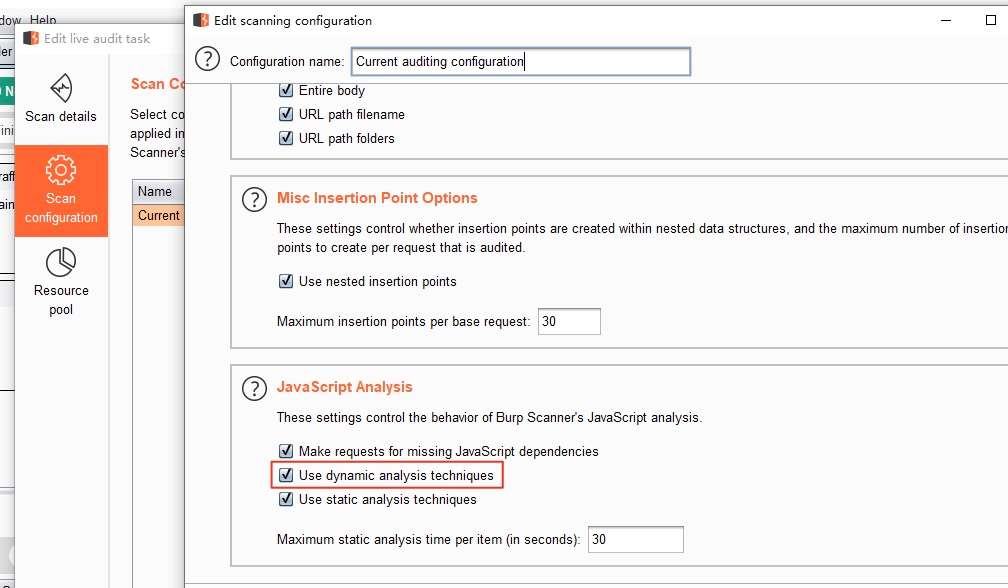 Help
Edit live audit task
Edit scanning configuration
Configuration name: Current auditing configuration
Scan details
Scan
configuration
Resource
pool
Select co
applied in
Scanner's
Name
Current
Entire body
URL path filename
URL path folders
Misc Insertion Point Options
These settings control whether insertion points are created within nested data structures, and the maximum number of insertion
points to create per request that is audited.
Use nested insertion points
Maximum insertion points per base request: 30
JavaScript Analysis
These settings control the behavior of Burp Scanner's JavaScript analysis.
Make requests for missing JavaScript dependencies
Use dynamic analysis techniques
Use static analysis techniques
Maximum static analysis time per item (in seconds): 30